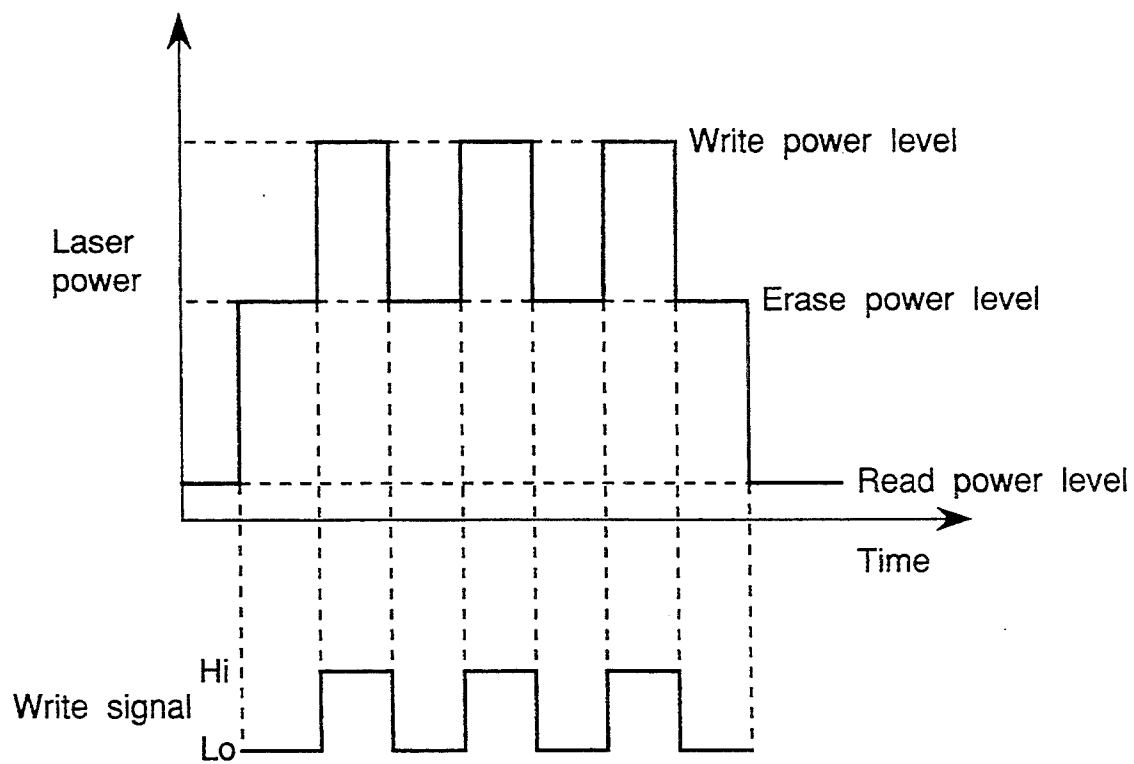 Write power level
Laser
power
Erase power level
Read power level
Time
Hi
Write signal
Lo